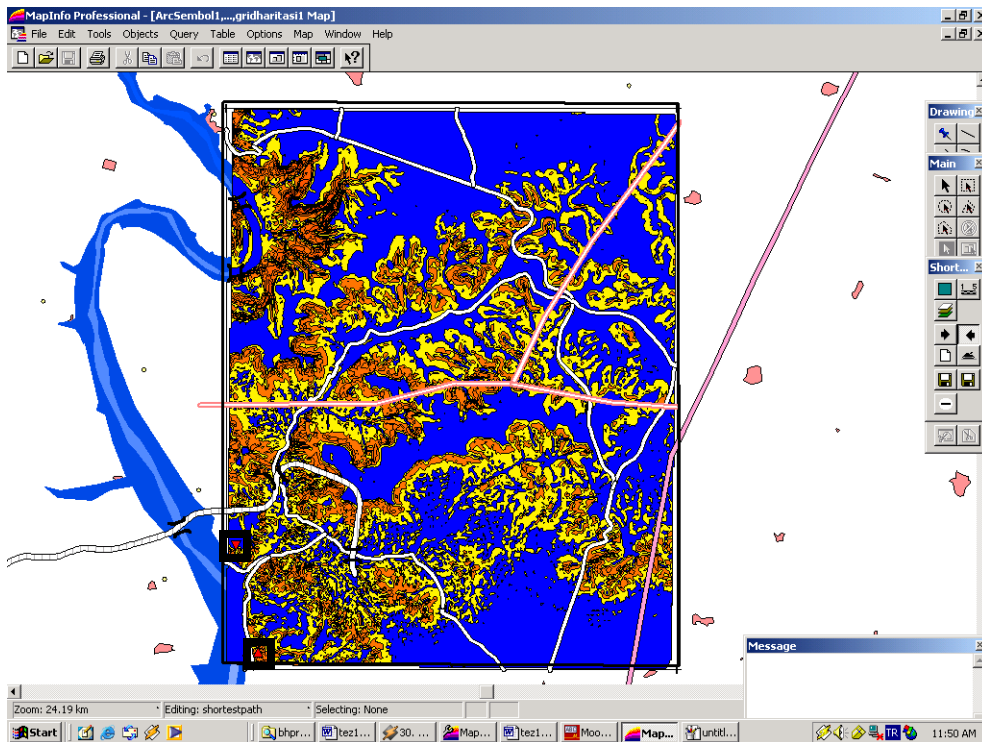 MapInfo Professional - [ArcSembol1,...,gridharitasi1 Map]
File Edit Tools Objects Query Table Options Map Window Help
Drawing
Main
Short...
Message
Zoom: 24.19 km Editing: shortestpath Selecting: None
Start bhpr... tez1... 30. ... Map... tez1... Moo... Map... untitl... TR 11:50 AM